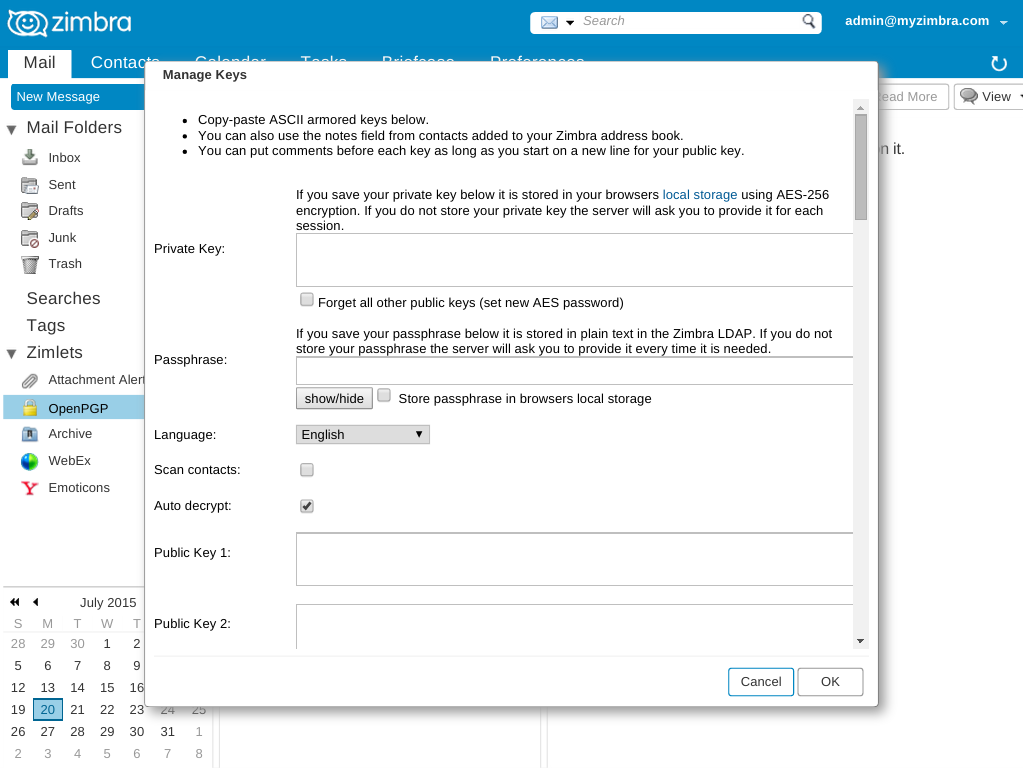 zimbra
Search
admin@myzimbra.com
Mail
Contacts
Calendar
Tasks
Briefcase
Preferences
Manage Keys
New Message
Read More
View
Mail Folders
Copy-paste ASCII armored keys below.
You can also use the notes field from contacts added to your Zimbra address book.
You can put comments before each key as long as you start on a new line for your public key.
on it.
Inbox
Sent
Drafts
Junk
Trash
Searches
Tags
Zimlets
Attachment Alert
OpenPGP
Archive
WebEx
Emoticons
If you save your private key below it is stored in your browsers local storage using AES-256
encryption. If you do not store your private key the server will ask you to provide it for each
session.
Private Key:
Forget all other public keys (set new AES password)
If you save your passphrase below it is stored in plain text in the Zimbra LDAP. If you do not
store your passphrase the server will ask you to provide it every time it is needed.
Passphrase:
show/hide Store passphrase in browsers local storage
Language: English
Scan contacts:
Auto decrypt:
Public Key 1:
Public Key 2:
Cancel OK
July 2015
S M T W T
28 29 30 1 2
5 6 7 8 9
12 13 14 15 16
19 20 21 22 23 24 25
26 27 28 29 30 31 1
2 3 4 5 6 7 8